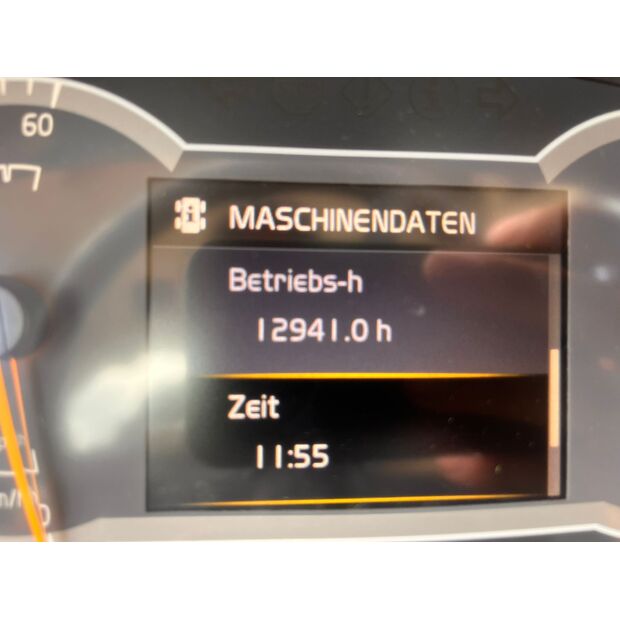 60
MASCHINENDATEN
Betriebs-h
12941.0 h
Zeit
11:55